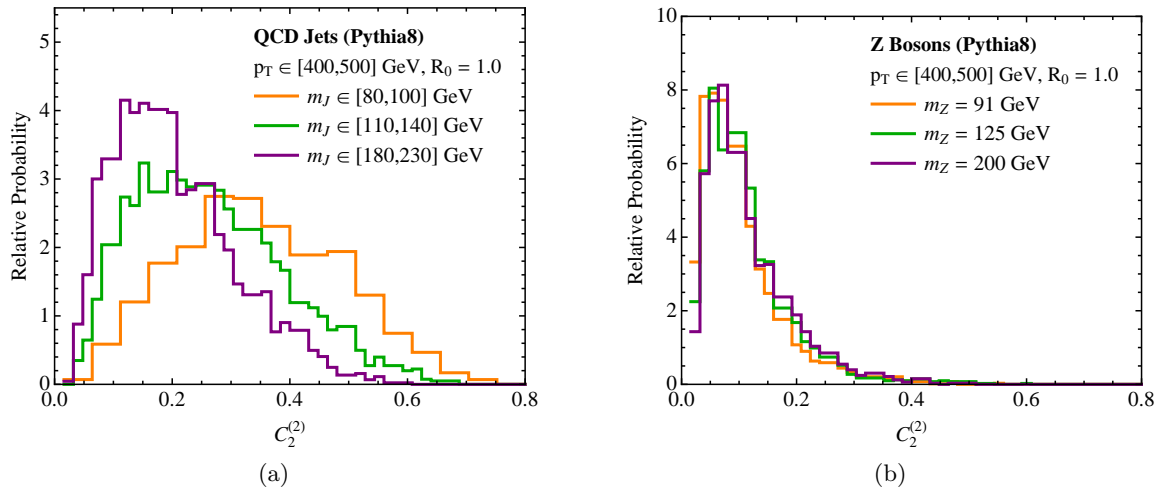 QCD Jets (Pythia8)
p_T ∈ [400,500] GeV, R_0 = 1.0
m_J ∈ [80,100] GeV
m_J ∈ [110,140] GeV
m_J ∈ [180,230] GeV
Relative Probability
5
4
3
2
1
0
0.0 0.2 0.4 0.6 0.8
C_2^{(2)}
(a)
Z Bosons (Pythia8)
p_T ∈ [400,500] GeV, R_0 = 1.0
m_Z = 91 GeV
m_Z = 125 GeV
m_Z = 200 GeV
Relative Probability
10
8
6
4
2
0
0.0 0.2 0.4 0.6 0.8
C_2^{(2)}
(b)